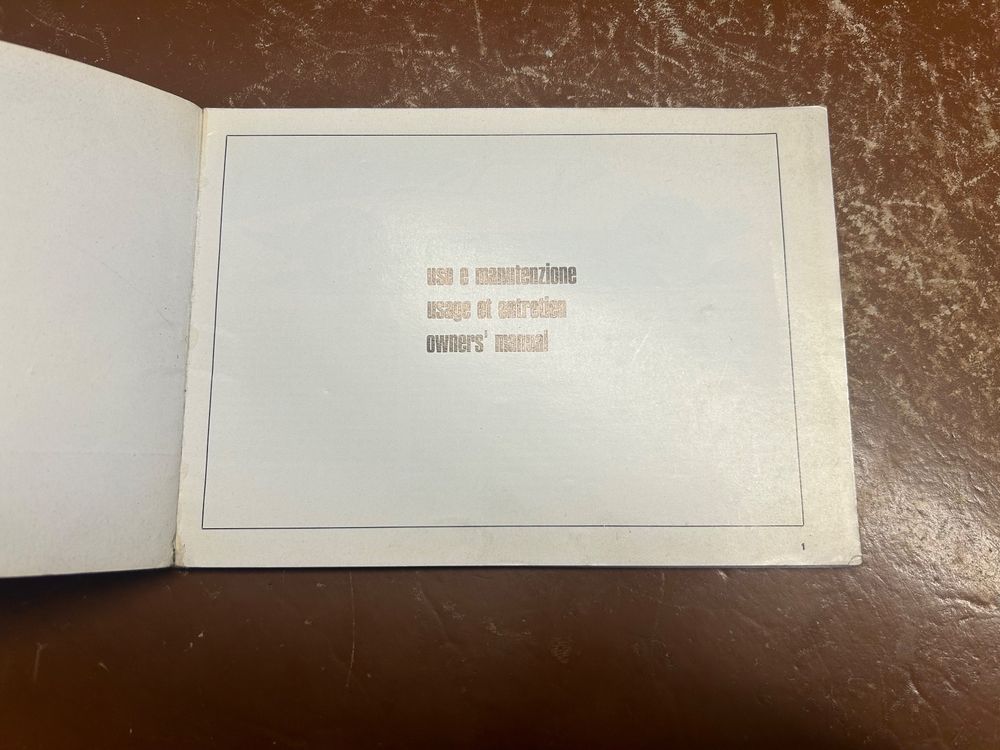 uso e manutenzione
usage et entretien
owners' manual
1